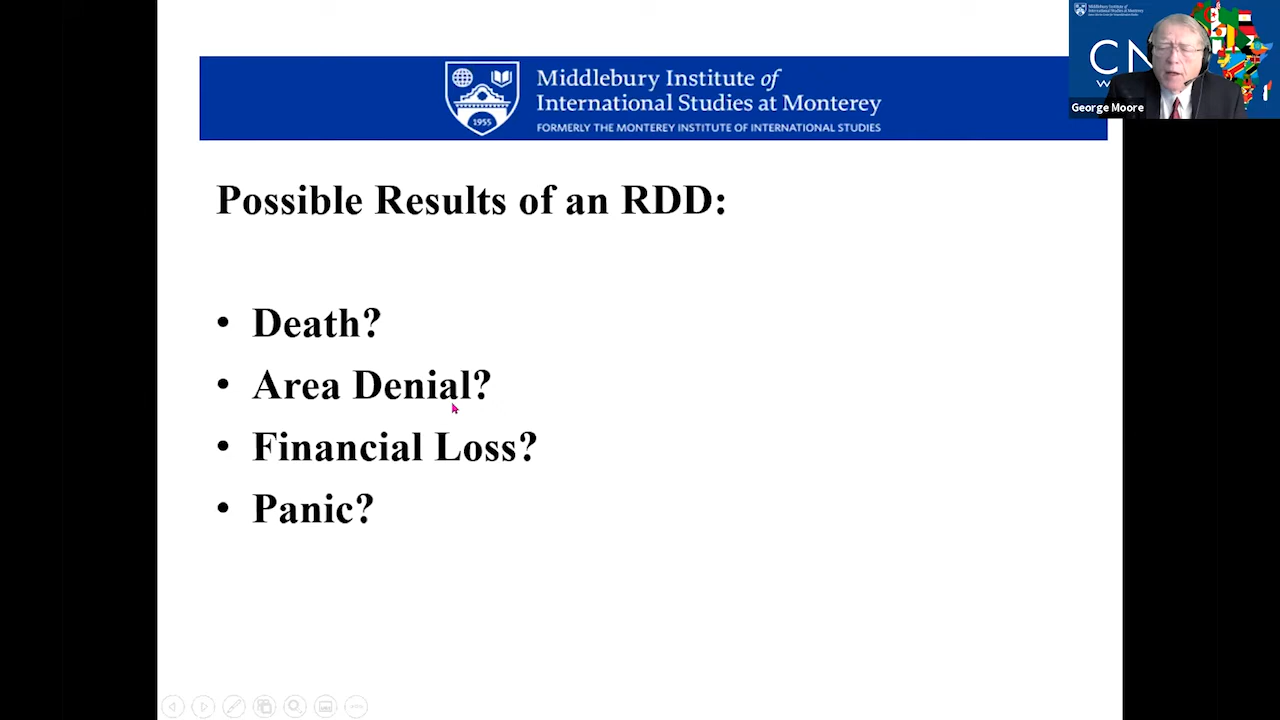 Middlebury Institute of
International Studies at Monterey
FORMERLY THE MONTEREY INSTITUTE OF INTERNATIONAL STUDIES
1955
George Moore
Possible Results of an RDD:
• Death?
• Area Denial?
• Financial Loss?
• Panic?